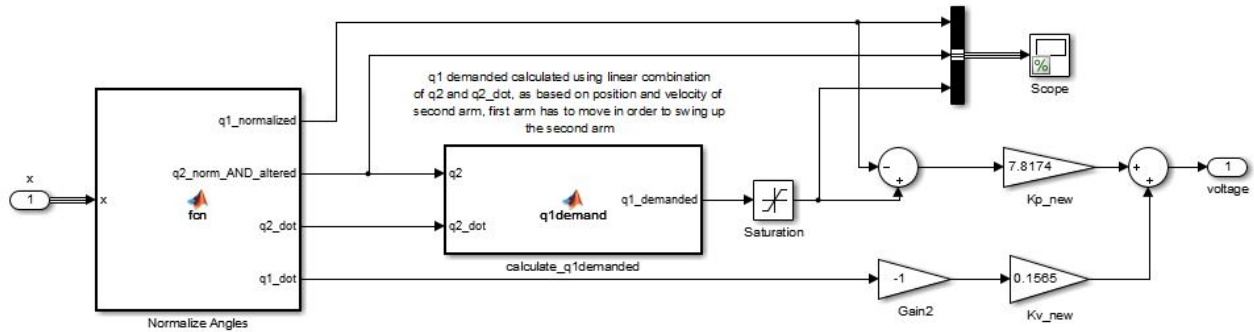 q1 demanded calculated using linear combination
of q2 and q2_dot, as based on position and velocity of
second arm, first arm has to move in order to swing up
the second arm
Scope
q1_normalized
x
1
x
fcn
q2_norm_AND_altered
q2_dot
q1_dot
Normalize Angles
q2
q2_dot
q1demand
q1_demanded
calculate_q1demanded
Saturation
-
+
7.8174
Kp_new
+
+
1
voltage
-1
Gain2
0.1565
Kv_new
%